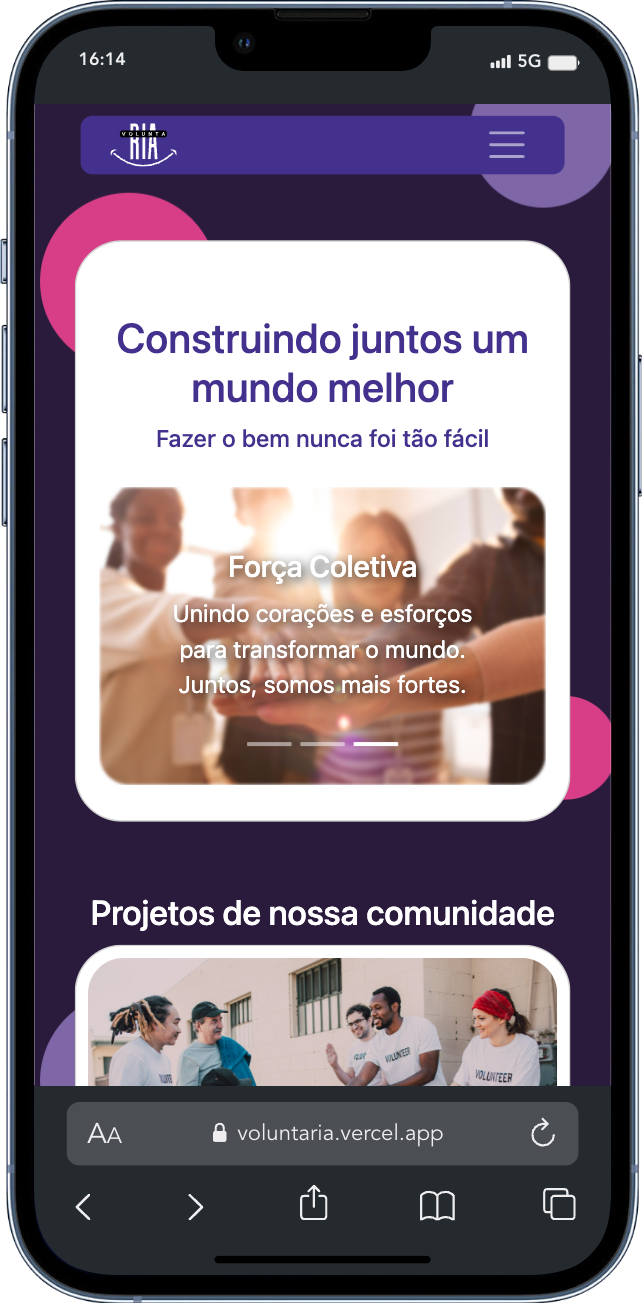 16:14
5G
VOLUNTA
RIA
Construindo juntos um
mundo melhor
Fazer o bem nunca foi tão fácil
Força Coletiva
Unindo corações e esforços
para transformar o mundo.
Juntos, somos mais fortes.
Projetos de nossa comunidade
VOLUNTEER
VOLUNTEER
AA
voluntaria.vercel.app